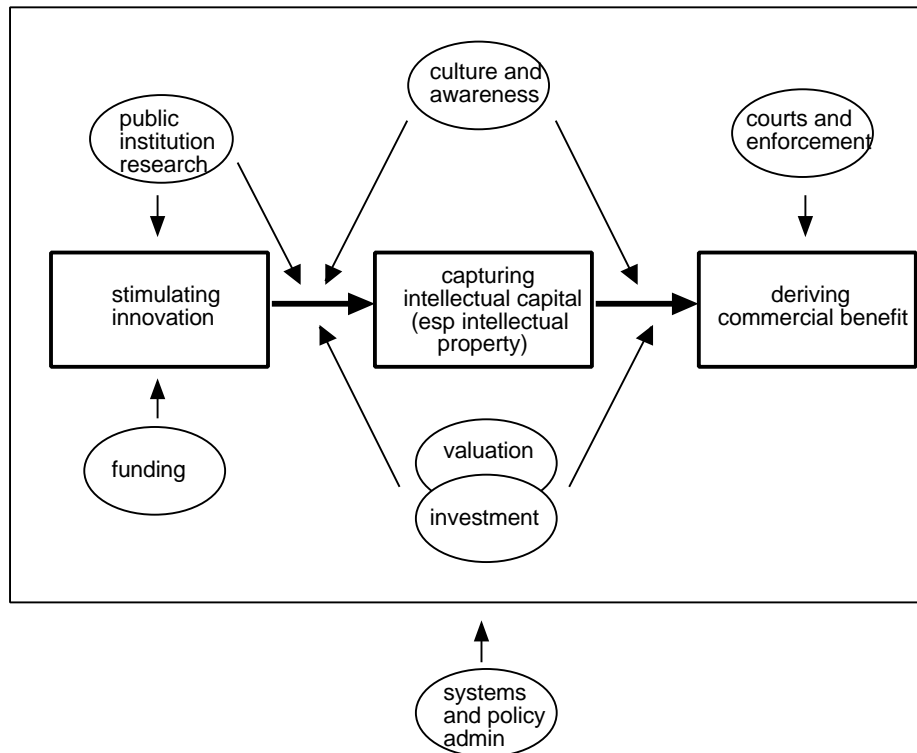 culture and
awareness
public
institution
research
courts and
enforcement
stimulating
innovation
capturing
intellectual capital
(esp intellectual
property)
deriving
commercial benefit
funding
valuation
investment
systems
and policy
admin